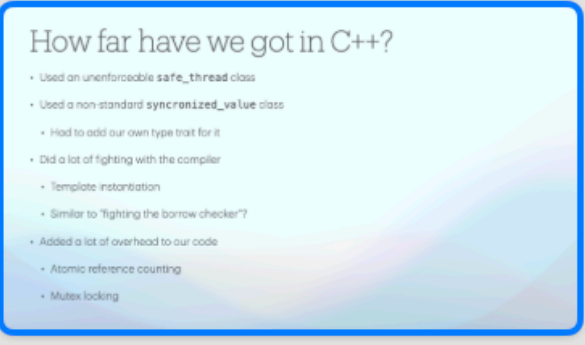 How far have we got in C++?
• Used an unenforceable safe_thread class
• Used a non-standard syncronized_value class
• Had to add our own type trait for it
• Did a lot of fighting with the compiler
• Template instantiation
• Similar to "fighting the borrow checker"?
• Added a lot of overhead to our code
• Atomic reference counting
• Mutex locking